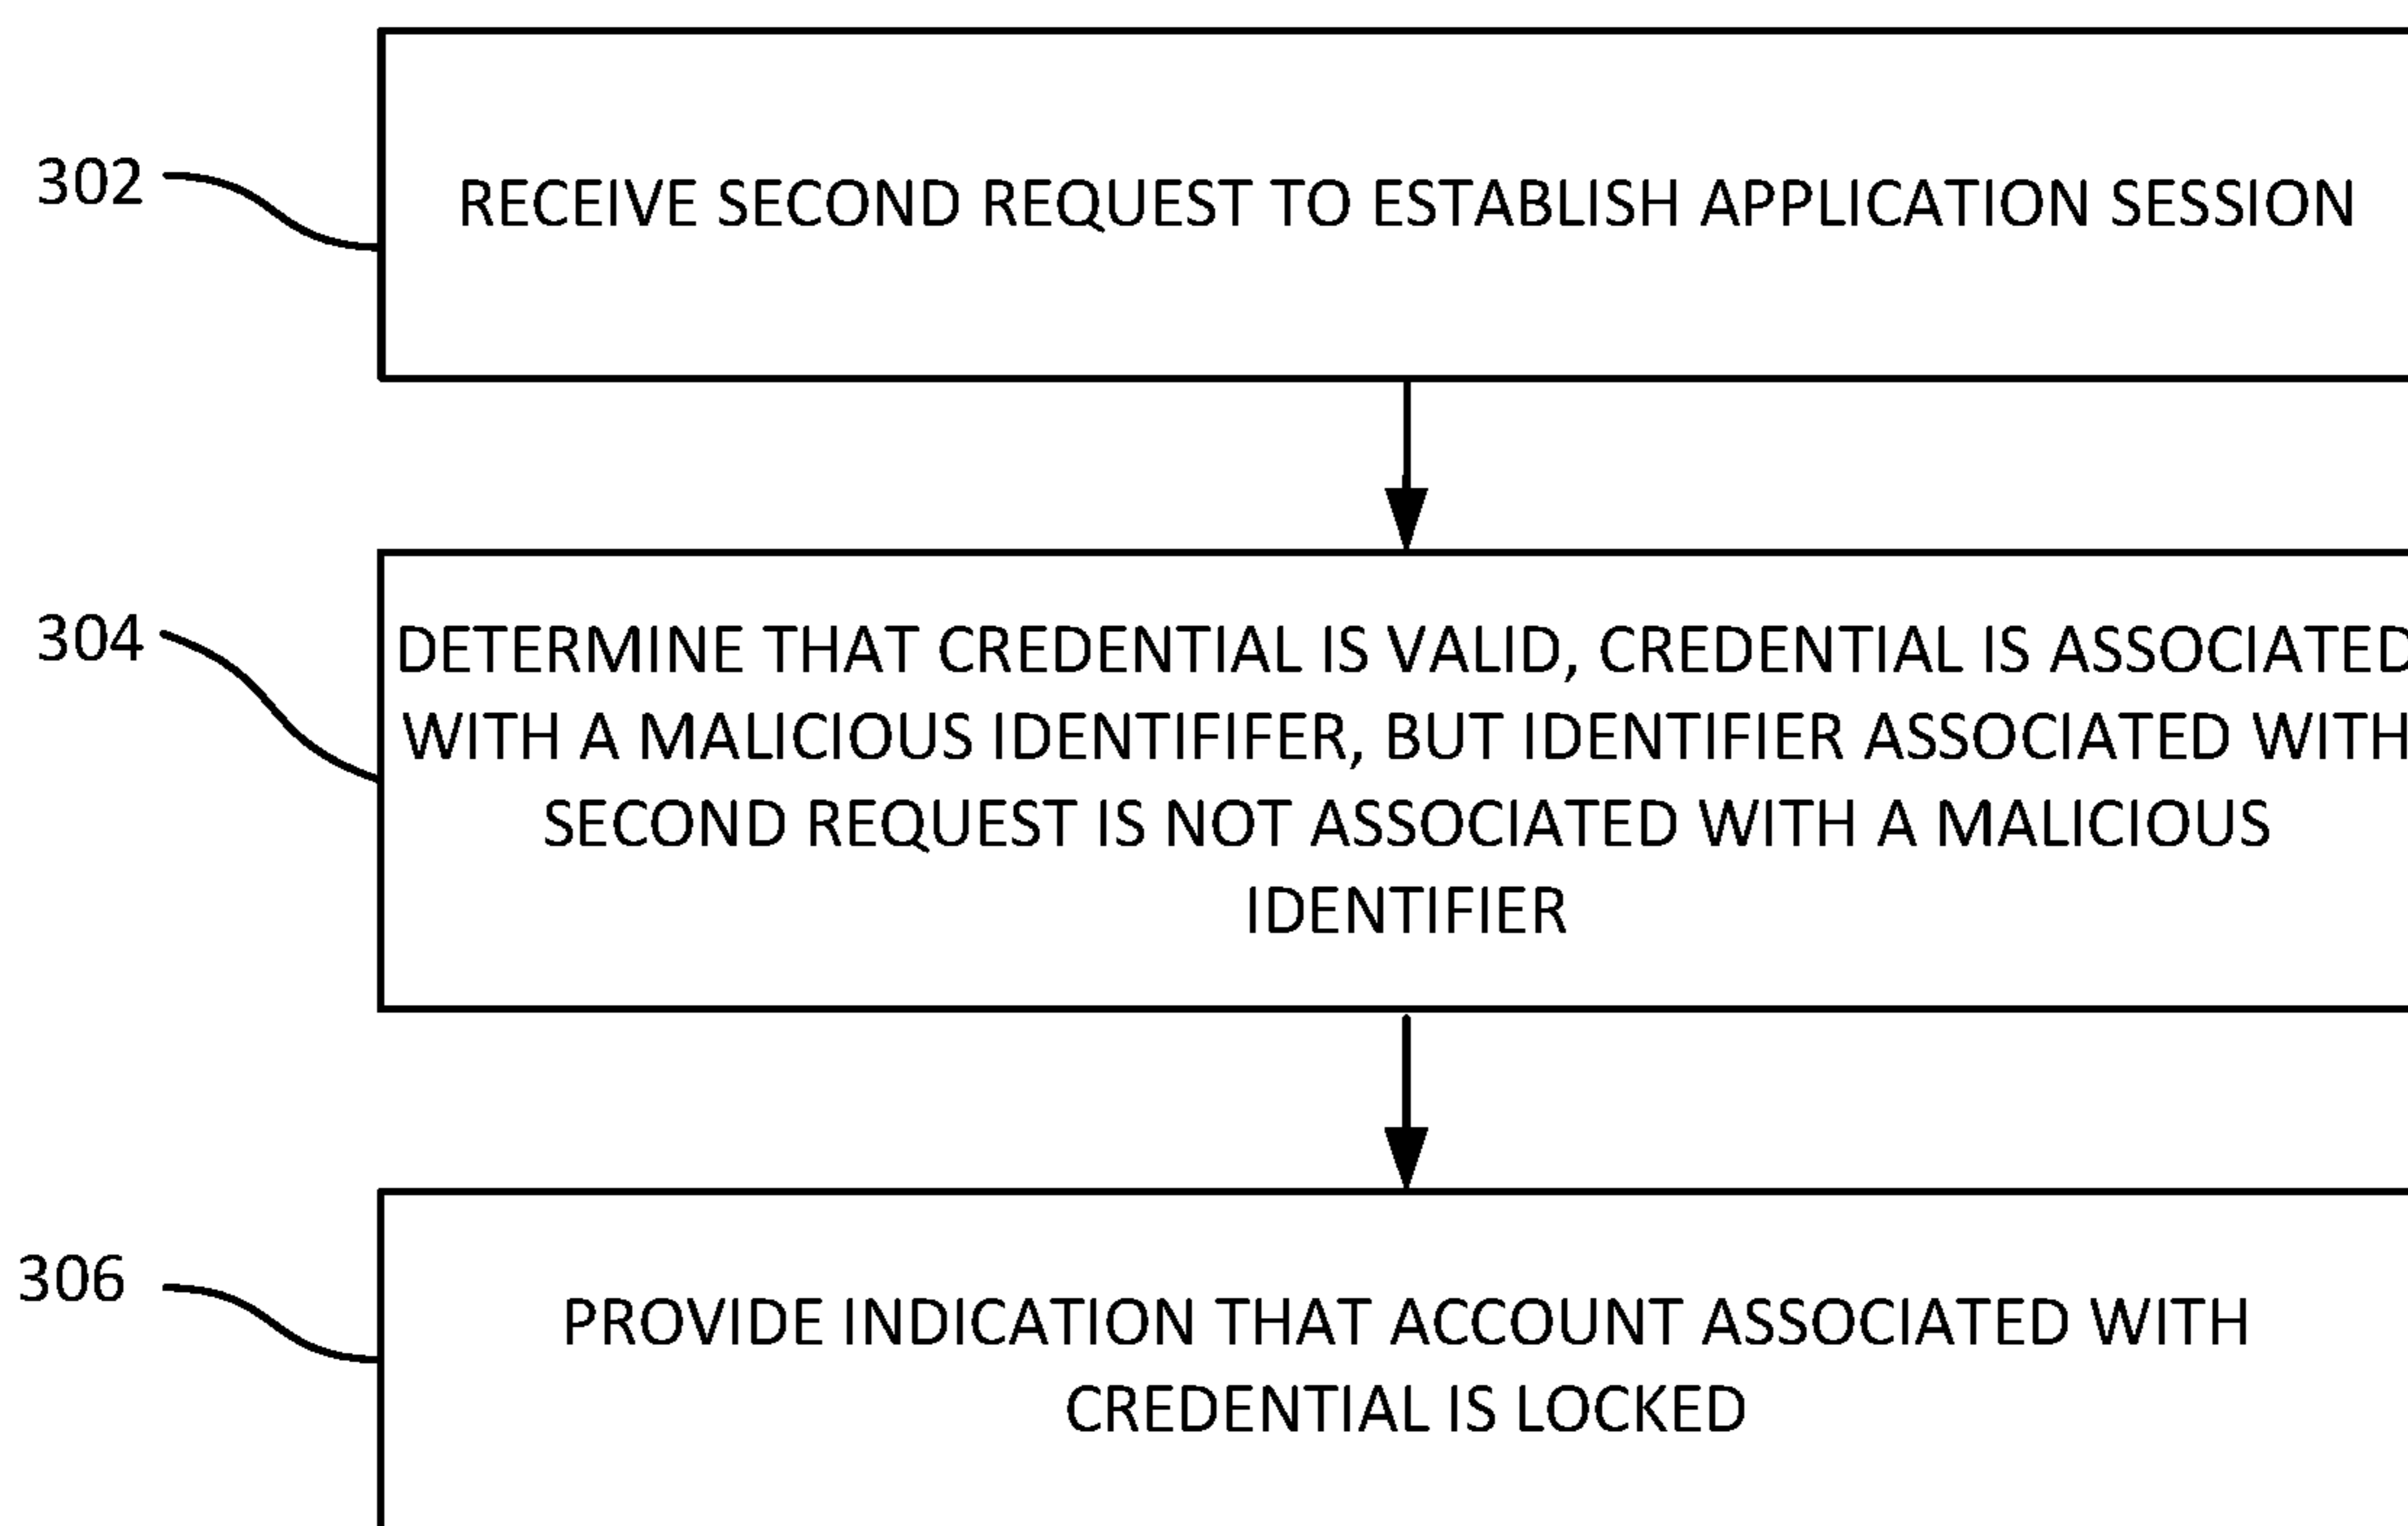 302
RECEIVE SECOND REQUEST TO ESTABLISH APPLICATION SESSION
304
DETERMINE THAT CREDENTIAL IS VALID, CREDENTIAL IS ASSOCIATED
WITH A MALICIOUS IDENTIFIFER, BUT IDENTIFIER ASSOCIATED WITH
SECOND REQUEST IS NOT ASSOCIATED WITH A MALICIOUS
IDENTIFIER
306
PROVIDE INDICATION THAT ACCOUNT ASSOCIATED WITH
CREDENTIAL IS LOCKED